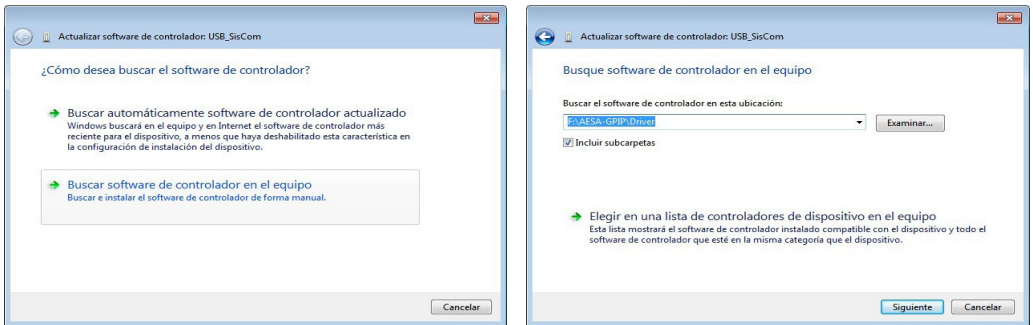 Actualizar software de controlador: USB_SisCom
¿Cómo desea buscar el software de controlador?
Buscar automáticamente software de controlador actualizado
Windows buscará en el equipo y en Internet el software de controlador más
reciente para el dispositivo, a menos que haya deshabilitado esta característica en
la configuración de instalación del dispositivo.
Buscar software de controlador en el equipo
Buscar e instalar el software de controlador de forma manual.
Cancelar
Actualizar software de controlador: USB_SisCom
Busque software de controlador en el equipo
Buscar el software de controlador en esta ubicación:
F:\AESA-GPIP\Driver
Examinar...
Incluir subcarpetas
Elegir en una lista de controladores de dispositivo en el equipo
Esta lista mostrará el software de controlador instalado compatible con el dispositivo y todo el
software de controlador que esté en la misma categoría que el dispositivo.
Siguiente
Cancelar